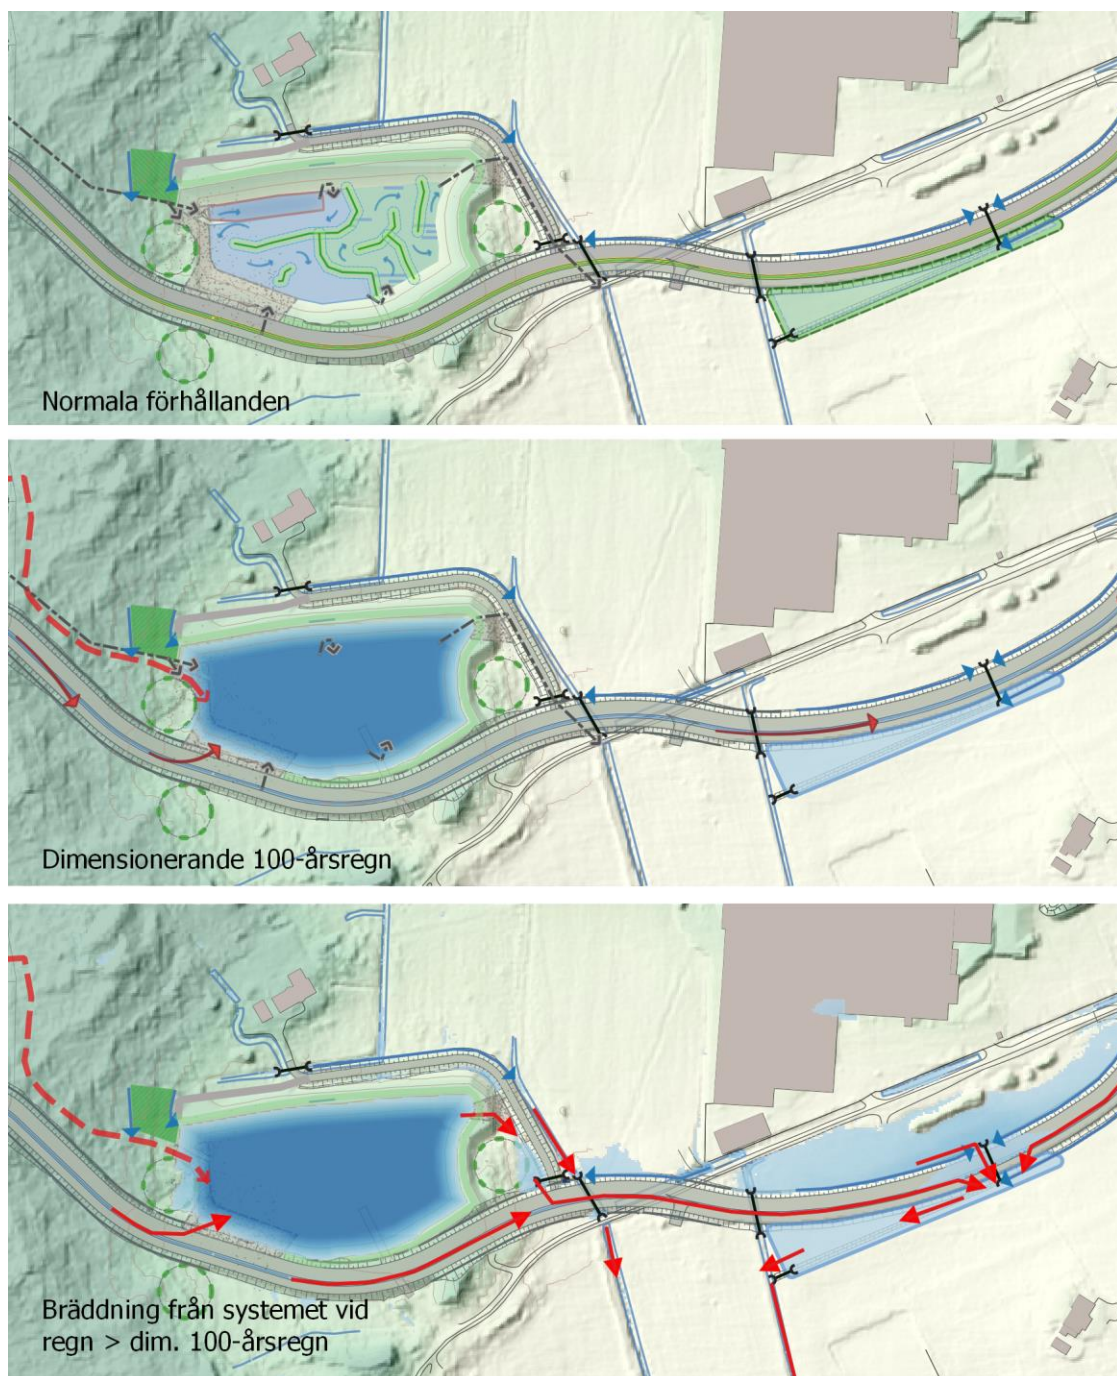 Normala förhållanden
Dimensionerande 100-årsregn
Bräddning från systemet vid
regn > dim. 100-årsregn